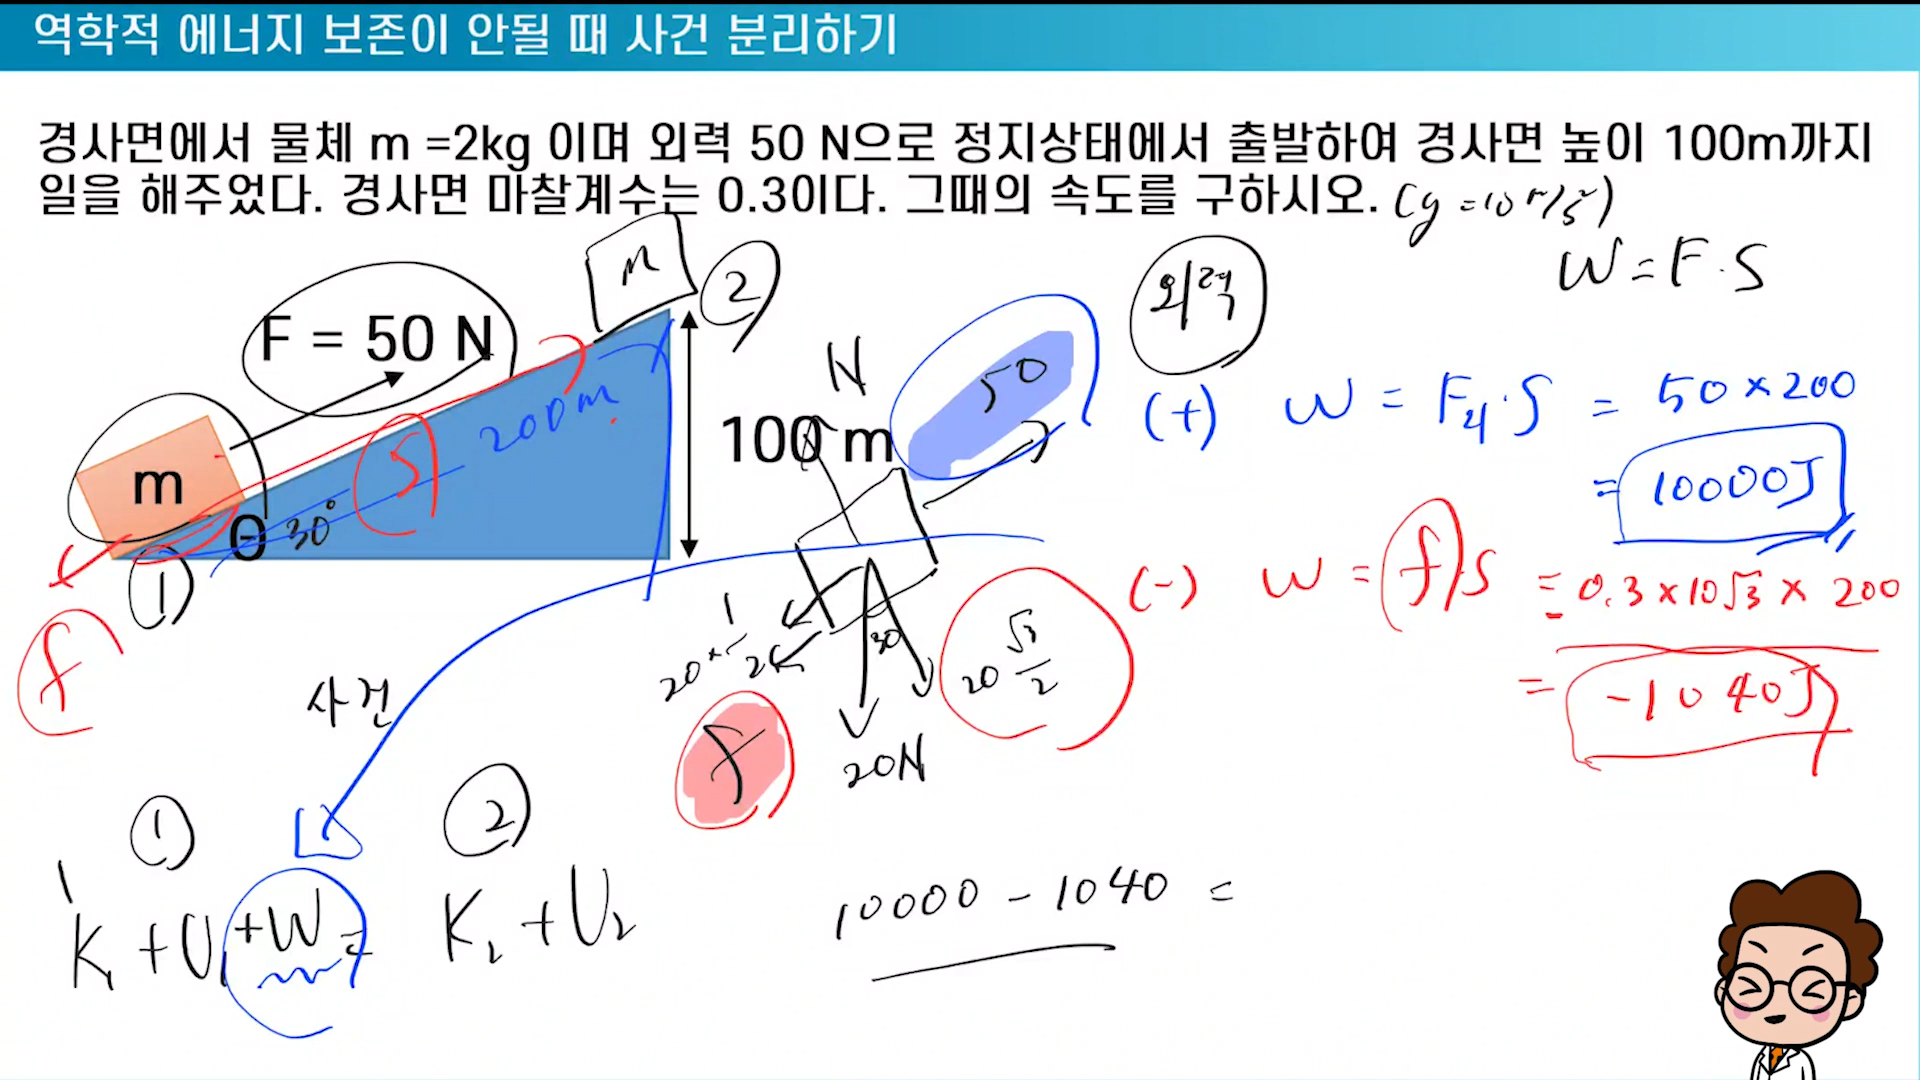 역학적 에너지 보존이 안될 때 사건 분리하기
경사면에서 물체 m =2kg 이며 외력 50 N으로 정지상태에서 출발하여 경사면 높이 100m까지
일을 해주었다. 경사면 마찰계수는 0.3이다. 그때의 속도를 구하시오. (g = 10 m/s²)
W = F·S
m
②
외력
F = 50 N
N
50
100 m
200m
S
m
θ 30°
①
f
(+) W = F외·S = 50 × 200
= 10000J
(-) W = f·S = 0.3 × 10√3 × 200
= -1040J
20 × 1/2
30
20 √3/2
f
20N
사건
① ②
K₁ + U₁ + W = K₂ + U₂
10000 - 1040 =